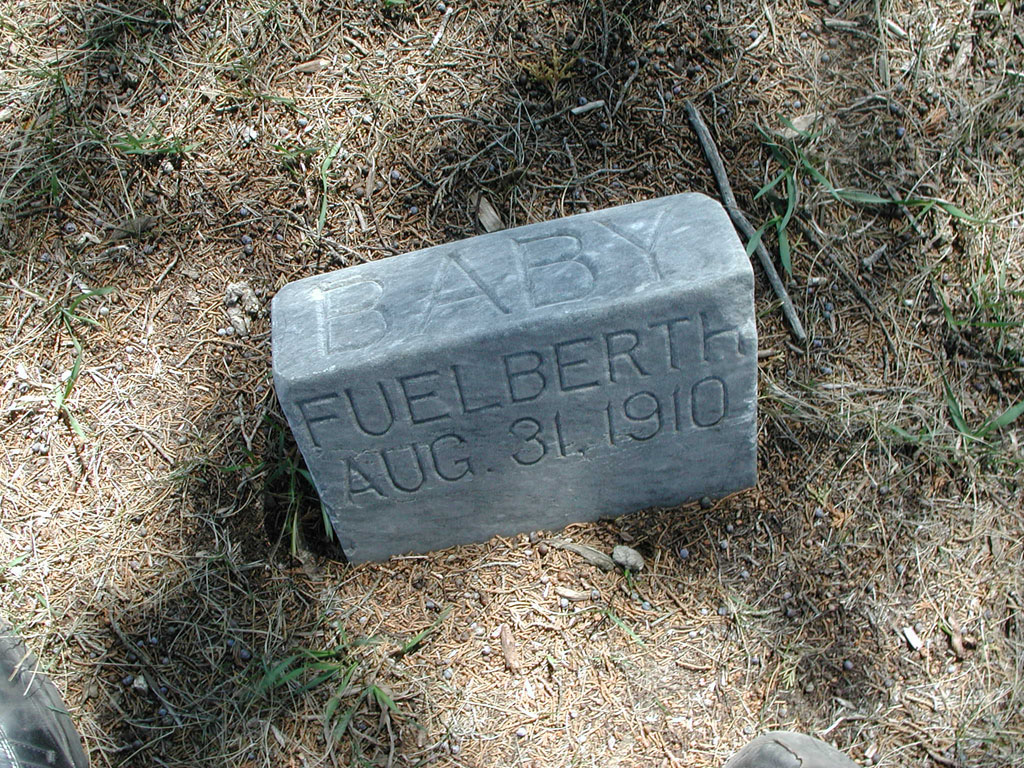 BABY
FUELBERTH
AUG. 31, 1910